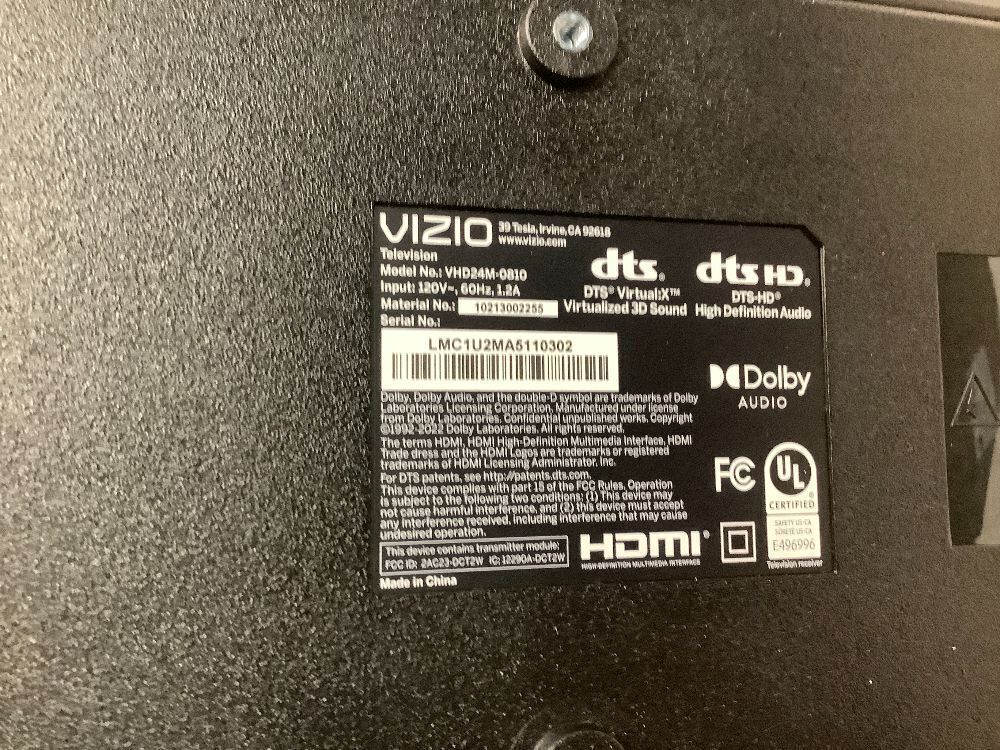 VIZIO
39 Tesla, Irvine, CA 92618
www.vizio.com
Television
Model No.: VHD24M-0810
Input: 120V~, 60Hz, 1.2A
Material No.: 10213002255
Serial No.:
LMC1U2MA5110302
dts®
DTS® Virtual:X™
Virtualized 3D Sound
dts HD®
DTS-HD®
High Definition Audio
Dolby
AUDIO
Dolby, Dolby Audio, and the double-D symbol are trademarks of Dolby
Laboratories Licensing Corporation. Manufactured under license
from Dolby Laboratories. Confidential unpublished works. Copyright
©1992-2022 Dolby Laboratories. All rights reserved.
The terms HDMI, HDMI High-Definition Multimedia Interface, HDMI
Trade dress and the HDMI Logos are trademarks or registered
trademarks of HDMI Licensing Administrator, Inc.
For DTS patents, see http://patents.dts.com.
This device complies with part 15 of the FCC Rules. Operation
is subject to the following two conditions: (1) This device may
not cause harmful interference, and (2) this device must accept
any interference received, including interference that may cause
undesired operation.
This device contains transmitter module:
FCC ID: 2AC23-DCT2W IC: 12290A-DCT2W
Made in China
HDMI®
HIGH-DEFINITION MULTIMEDIA INTERFACE
FC
UL
®
CERTIFIED
SAFETY US-CA
SÛRETÉ US-CA
E496996
Television receiver